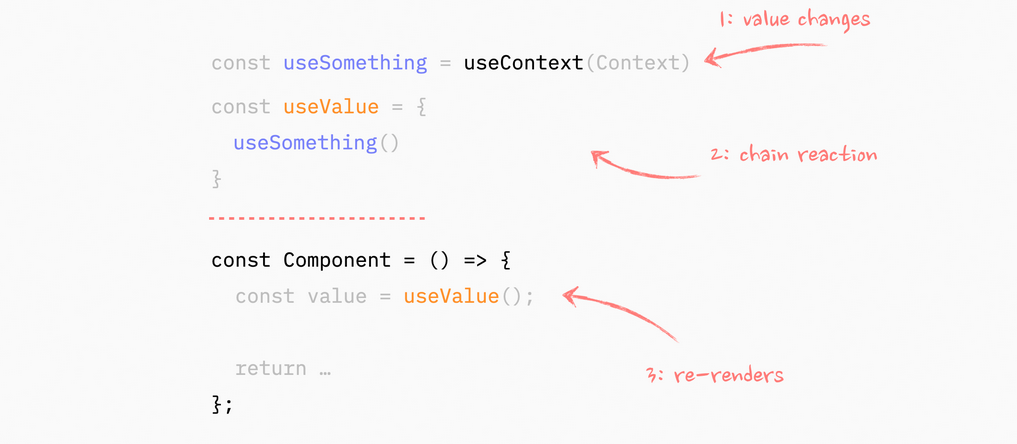 1: value changes
const useSomething = useContext(Context)
const useValue = {
useSomething()
2: chain reaction
}
const Component = () => {
const value = useValue();
return …
3: re-renders
};